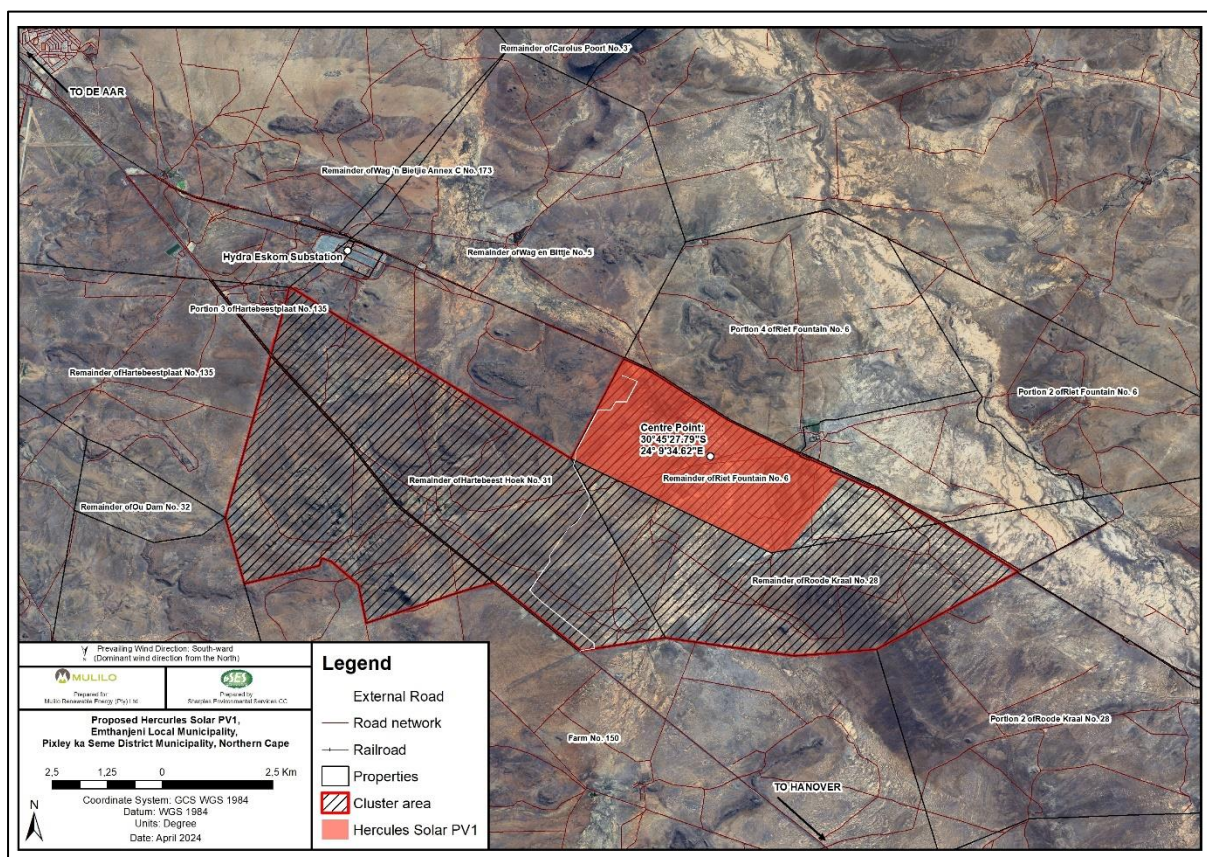 Remainder of Carolus Poort No. 3
TO DE AAR
Remainder of Wag 'n Bietjie Annex C No. 173
Hydra Eskom Substation
Remainder of Wag en Bittje No. 5
Portion 3 of Hartebeestplaat No. 135
Portion 4 of Riet Fountain No. 6
Remainder of Hartebeestplaat No. 135
Portion 2 of Riet Fountain No. 6
Centre Point:
30°45'27.79"S
24° 9'34.62"E
Remainder of Hartebeest Hoek No. 31
Remainder of Riet Fountain No. 6
Remainder of Ou Dam No. 32
Remainder of Roode Kraal No. 28
Portion 2 of Roode Kraal No. 28
Farm No. 150
TO HANOVER
Prevailing Wind Direction: South-ward
(Dominant wind direction from the North)
MULILO
Prepared for
Mulilo Renewable Energy (Pty) Ltd
SES
Prepared by
Sharples Environmental Services CC
Proposed Hercurles Solar PV1,
Emthanjeni Local Municipality,
Pixley ka Seme District Municipality, Northern Cape
2,5 1,25 0 2,5 Km
N
Coordinate System: GCS WGS 1984
Datum: WGS 1984
Units: Degree
Date: April 2024
Legend
External Road
Road network
Railroad
Properties
Cluster area
Hercules Solar PV1